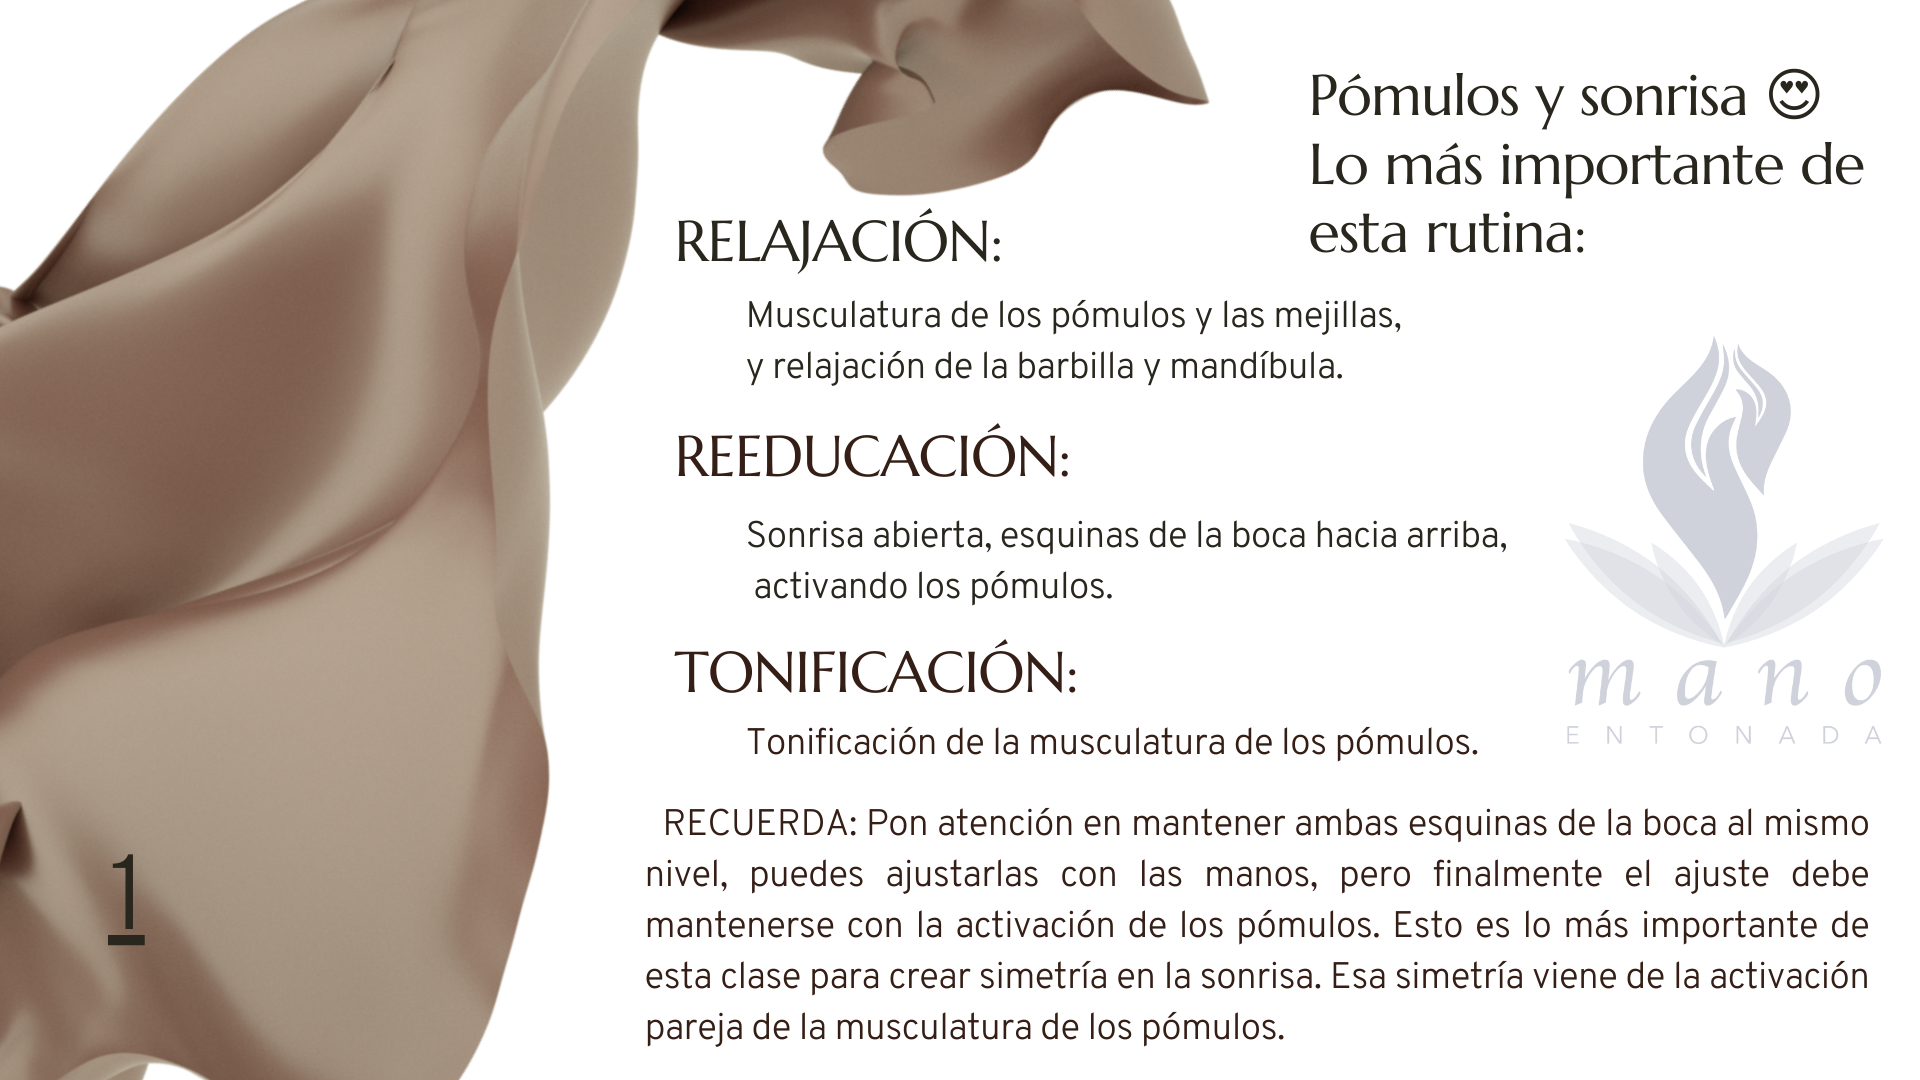 Pómulos y sonrisa 😍
Lo más importante de
esta rutina:
RELAJACIÓN:
Musculatura de los pómulos y las mejillas,
y relajación de la barbilla y mandíbula.
REEDUCACIÓN:
Sonrisa abierta, esquinas de la boca hacia arriba,
activando los pómulos.
TONIFICACIÓN:
Tonificación de la musculatura de los pómulos.
RECUERDA: Pon atención en mantener ambas esquinas de la boca al mismo
nivel, puedes ajustarlas con las manos, pero finalmente el ajuste debe
mantenerse con la activación de los pómulos. Esto es lo más importante de
esta clase para crear simetría en la sonrisa. Esa simetría viene de la activación
pareja de la musculatura de los pómulos.
mano
ENTONADA
1